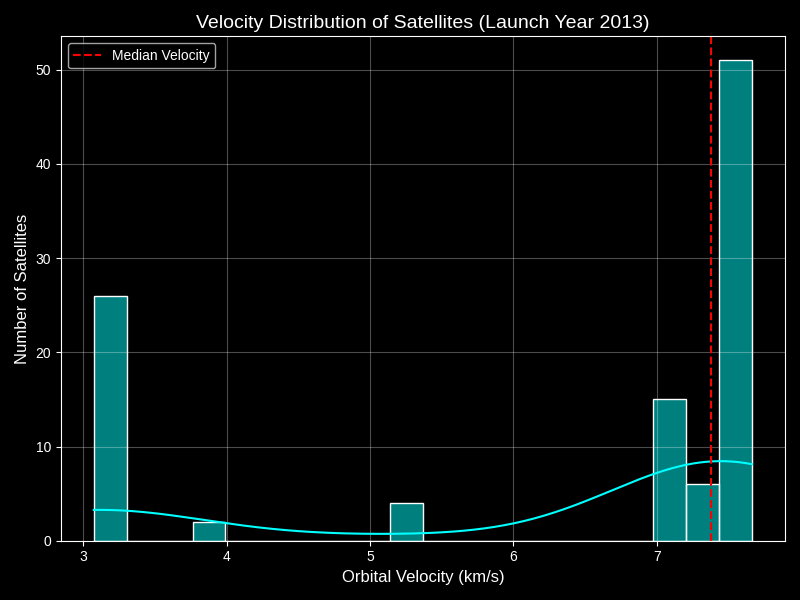 Velocity Distribution of Satellites (Launch Year 2013)
Median Velocity
Number of Satellites
50
40
30
20
10
0
3 4 5 6 7
Orbital Velocity (km/s)